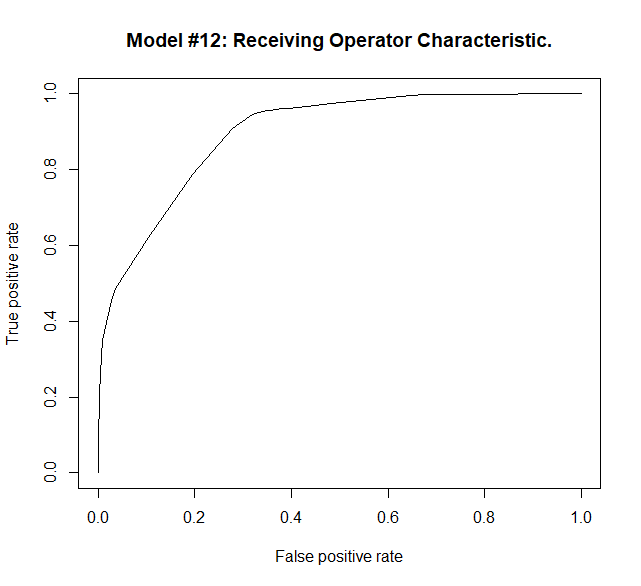 Model #12: Receiving Operator Characteristic.
True positive rate
1.0
0.8
0.6
0.4
0.2
0.0
0.0 0.2 0.4 0.6 0.8 1.0
False positive rate